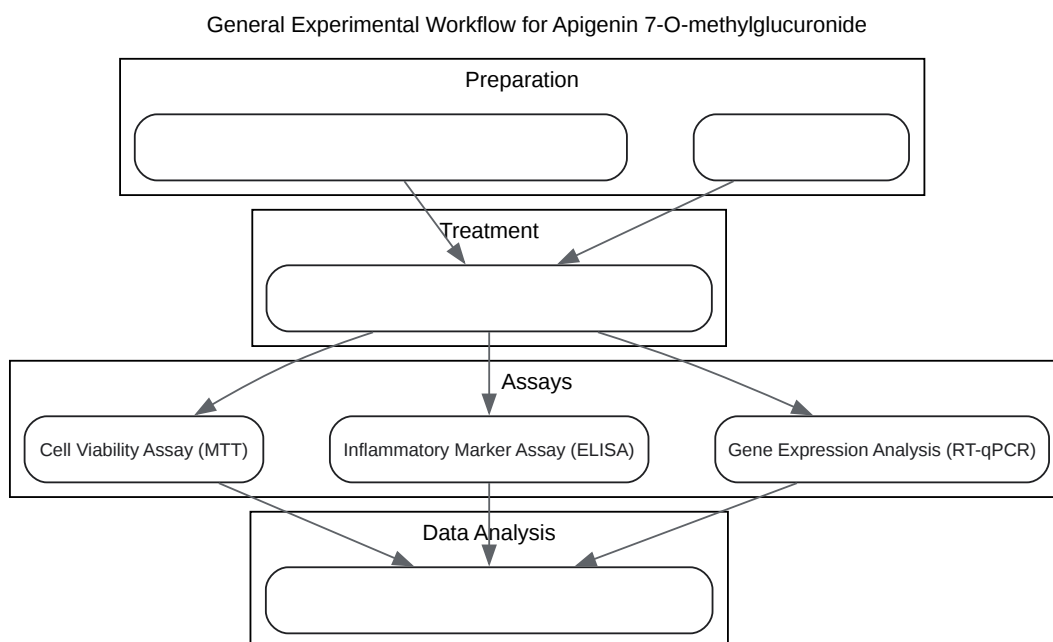 General Experimental Workflow for Apigenin 7-O-methylglucuronide
Preparation
Treatment
Assays
Cell Viability Assay (MTT)
Inflammatory Marker Assay (ELISA)
Gene Expression Analysis (RT-qPCR)
Data Analysis